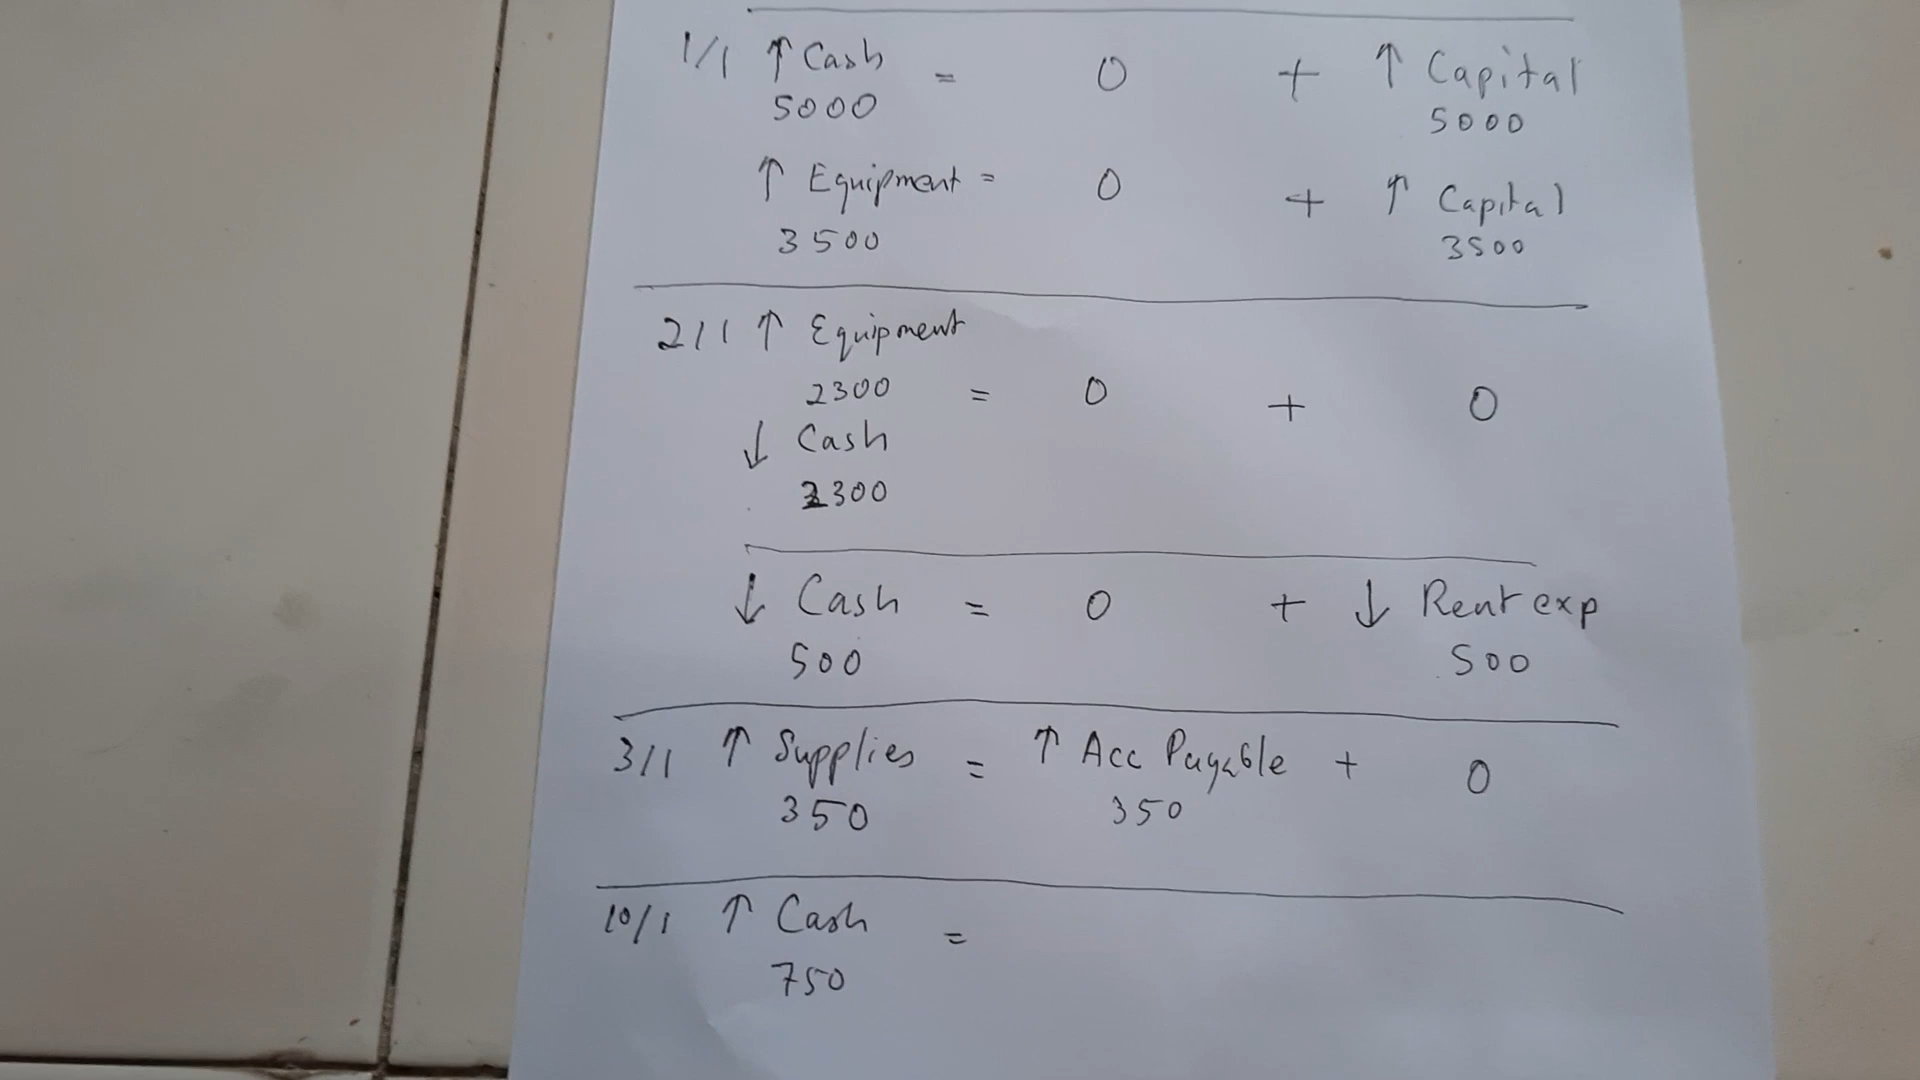 1/1 ↑ Cash = 0 + ↑ Capital
5000 5000
↑ Equipment = 0 + ↑ Capital
3500 3500
2/1 ↑ Equipment
2300 = 0 + 0
↓ Cash
2300
↓ Cash = 0 + ↓ Rent exp
500 500
3/1 ↑ Supplies = ↑ Acc Payable + 0
350 350
10/1 ↑ Cash =
750